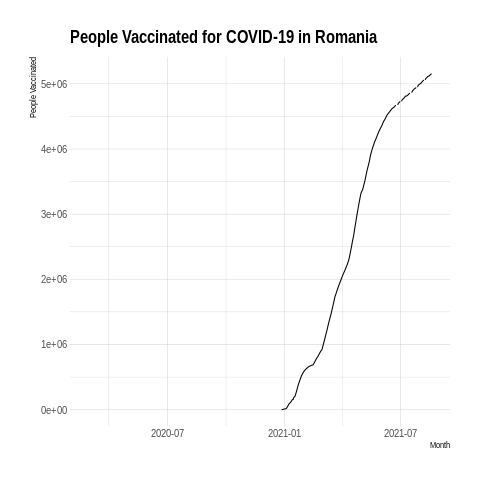 People Vaccinated for COVID-19 in Romania
People Vaccinated
5e+06
4e+06
3e+06
2e+06
1e+06
0e+00
2020-07
2021-01
2021-07
Month